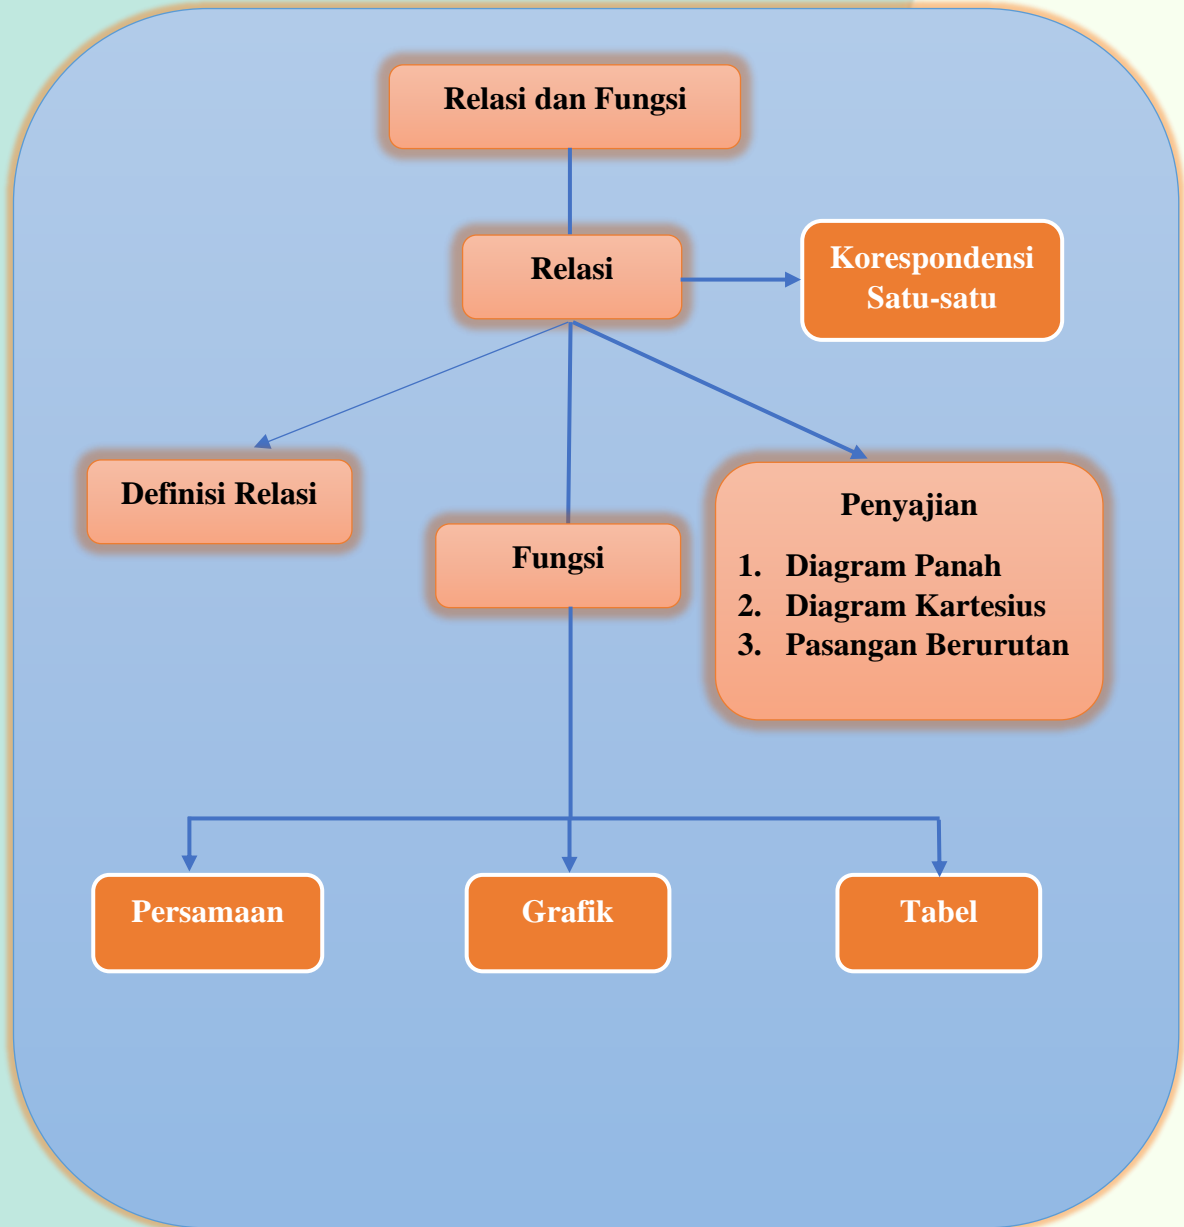 Relasi dan Fungsi
Relasi
Korespondensi
Satu-satu
Definisi Relasi
Fungsi
Penyajian
1. Diagram Panah
2. Diagram Kartesius
3. Pasangan Berurutan
Persamaan
Grafik
Tabel